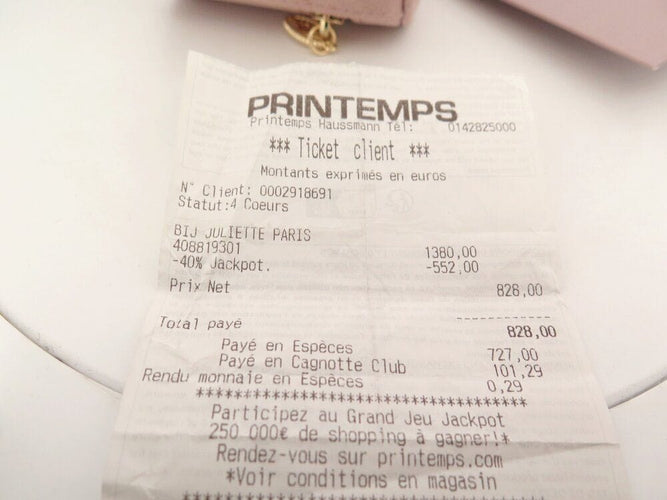 PRINTEMPS
Printemps Haussmann Tél: 0142825000
*** Ticket client ***
Montants exprimés en euros
N° Client: 0002918691
Statut:4 Coeurs
BIJ JULIETTE PARIS
408819301 1380,00
-40% Jackpot. -552,00
Prix Net 828,00
------------
Total payé 828,00
Payé en Espèces 727,00
Payé en Cagnotte Club 101,29
Rendu monnaie en Espèces 0,29
************************************
Participez au Grand Jeu Jackpot
250 000€ de shopping à gagner!*
Rendez-vous sur printemps.com
*Voir conditions en magasin